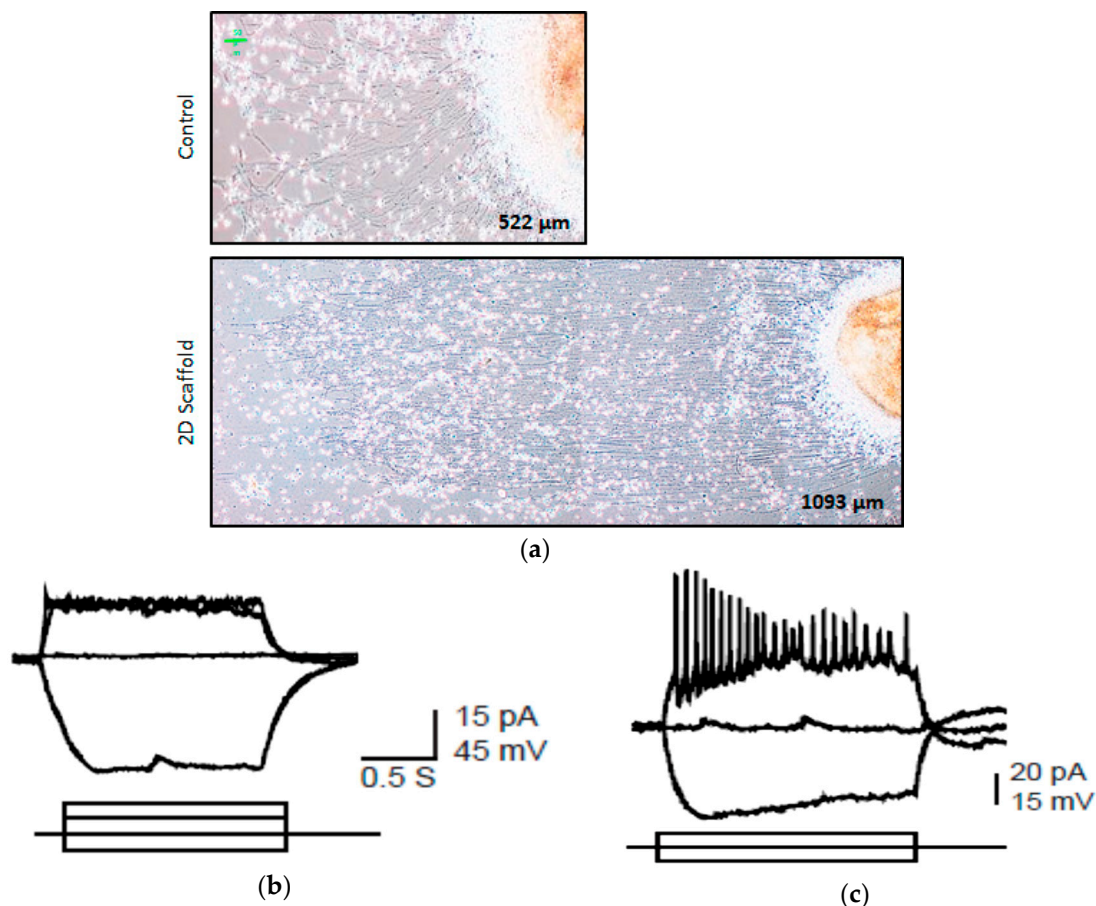 Control
522 µm
2D Scaffold
1093 µm
(a)
15 pA
45 mV
0.5 S
20 pA
15 mV
(b)
(c)